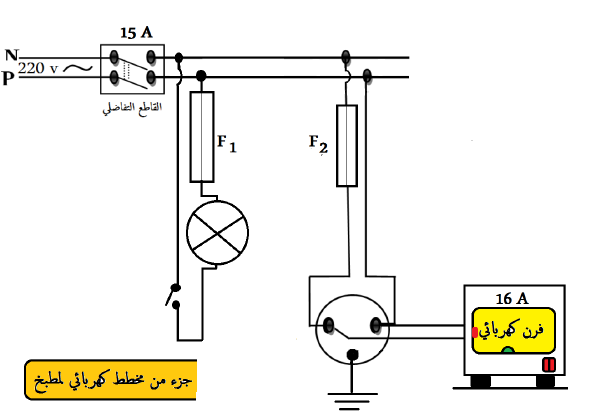 15 A
N
220 v
P
القاطع التفاضلي
F1
F2
16 A
فرن كهربائي
جزء من مخطط كهربائي لمطبخ